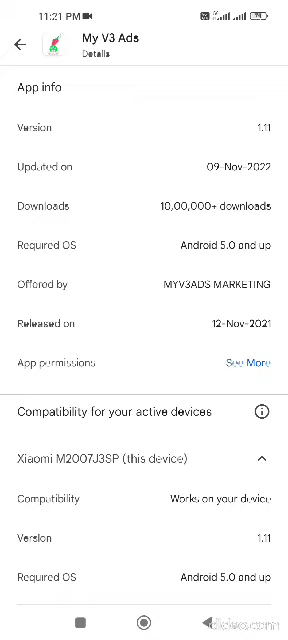 11:21 PM
My V3 Ads
Details
App info
Version 1.11
Updated on 09-Nov-2022
Downloads 10,00,000+ downloads
Required OS Android 5.0 and up
Offered by MYV3ADS MARKETING
Released on 12-Nov-2021
App permissions See More
Compatibility for your active devices
Xiaomi M2007J3SP (this device)
Compatibility Works on your device
Version 1.11
Required OS Android 5.0 and up